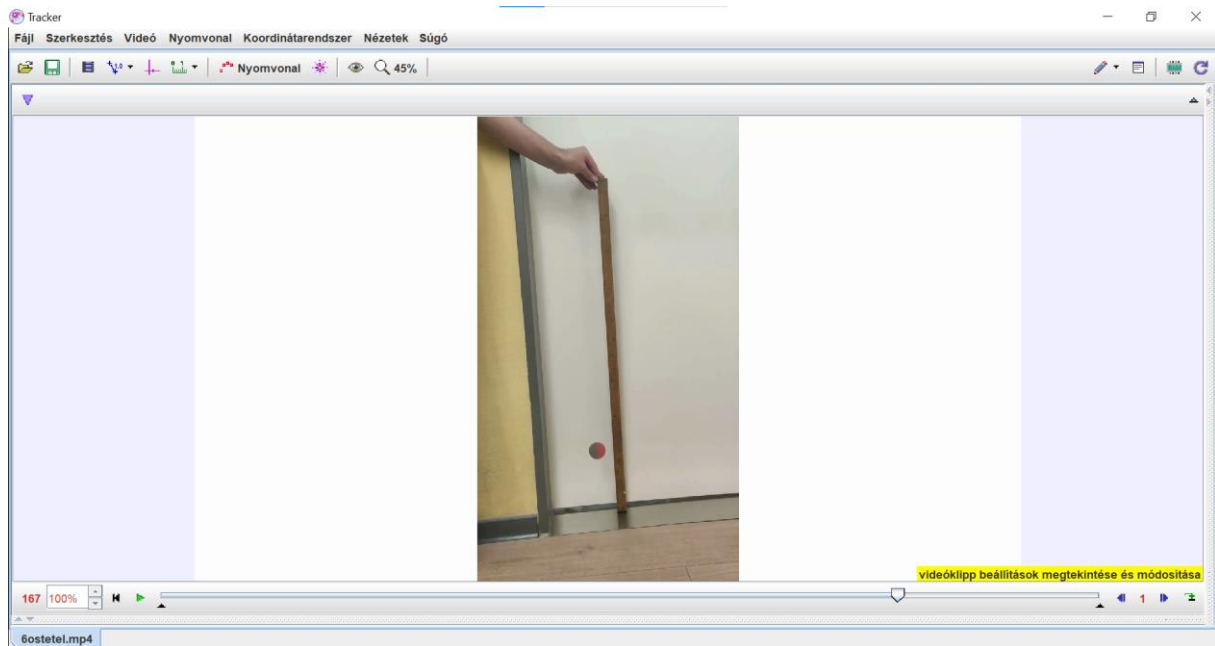 Tracker
Fájl Szerkesztés Videó Nyomvonal Koordinátarendszer Nézetek Súgó
Nyomvonal 45%
videóklipp beállítások megtekintése és módosítása
167 100% 1
6ostetel.mp4